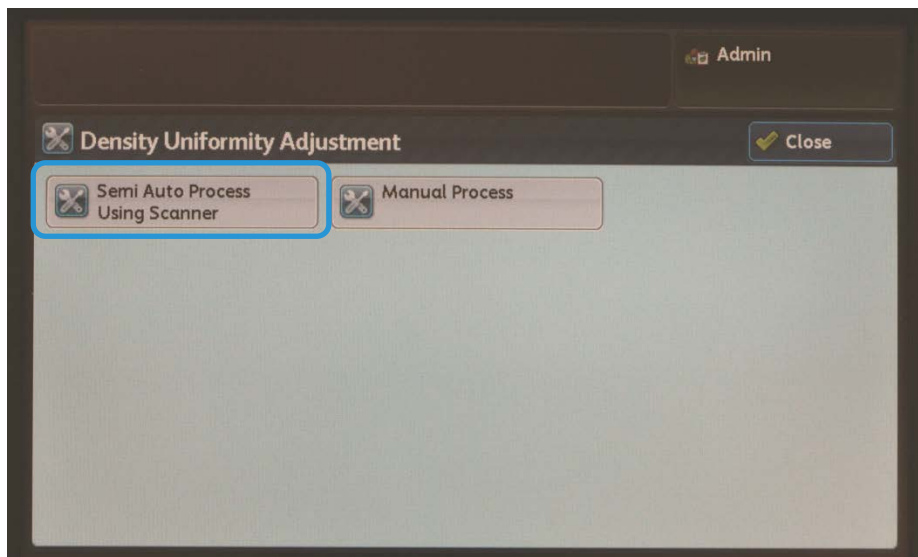 Admin
Density Uniformity Adjustment
Close
Semi Auto Process
Using Scanner
Manual Process